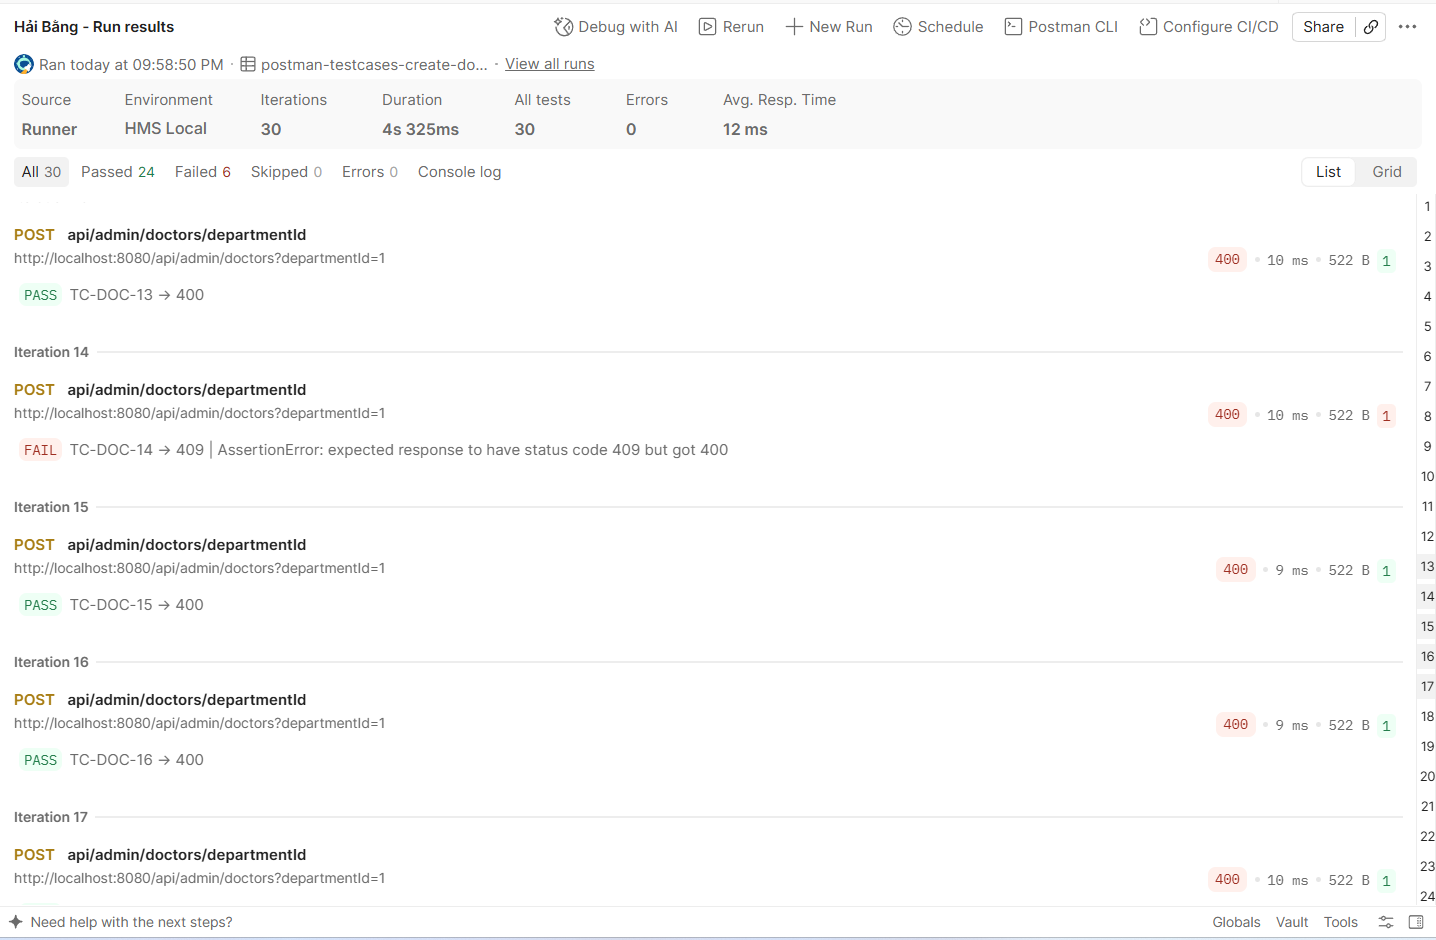 Hải Bằng - Run results
Debug with AI
Rerun
New Run
Schedule
Postman CLI
Configure CI/CD
Share
Ran today at 09:58:50 PM · postman-testcases-create-do... · View all runs
Source Environment Iterations Duration All tests Errors Avg. Resp. Time
Runner HMS Local 30 4s 325ms 30 0 12 ms
All 30 Passed 24 Failed 6 Skipped 0 Errors 0 Console log
List Grid
POST api/admin/doctors/departmentId
http://localhost:8080/api/admin/doctors?departmentId=1
400 • 10 ms • 522 B 1
PASS TC-DOC-13 → 400
Iteration 14
POST api/admin/doctors/departmentId
http://localhost:8080/api/admin/doctors?departmentId=1
400 • 10 ms • 522 B 1
FAIL TC-DOC-14 → 409 | AssertionError: expected response to have status code 409 but got 400
Iteration 15
POST api/admin/doctors/departmentId
http://localhost:8080/api/admin/doctors?departmentId=1
400 • 9 ms • 522 B 1
PASS TC-DOC-15 → 400
Iteration 16
POST api/admin/doctors/departmentId
http://localhost:8080/api/admin/doctors?departmentId=1
400 • 9 ms • 522 B 1
PASS TC-DOC-16 → 400
Iteration 17
POST api/admin/doctors/departmentId
http://localhost:8080/api/admin/doctors?departmentId=1
400 • 10 ms • 522 B 1
1
2
3
4
5
6
7
8
9
10
11
12
13
14
15
16
17
18
19
20
21
22
23
24
Need help with the next steps?
Globals Vault Tools